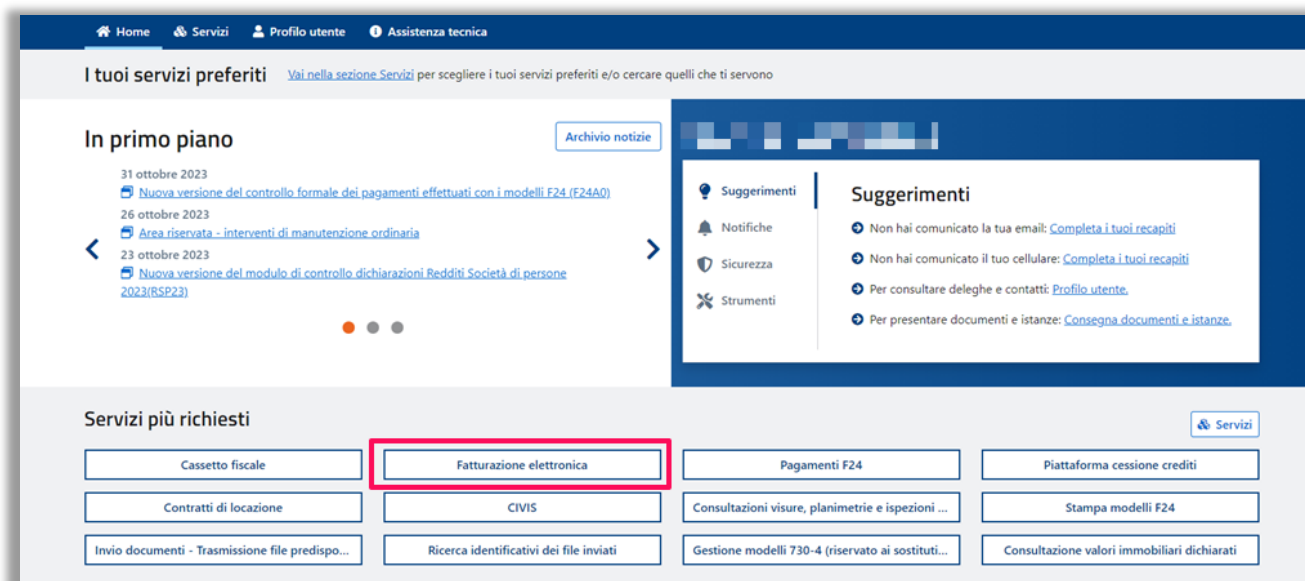 Home Servizi Profilo utente Assistenza tecnica
I tuoi servizi preferiti Vai nella sezione Servizi per scegliere i tuoi servizi preferiti e/o cercare quelli che ti servono
In primo piano
Archivio notizie
31 ottobre 2023
Nuova versione del controllo formale dei pagamenti effettuati con i modelli F24 (F24A0)
26 ottobre 2023
Area riservata - interventi di manutenzione ordinaria
23 ottobre 2023
Nuova versione del modulo di controllo dichiarazioni Redditi Società di persone
2023(RSP23)
Suggerimenti
Notifiche
Sicurezza
Strumenti
Suggerimenti
Non hai comunicato la tua email: Completa i tuoi recapiti
Non hai comunicato il tuo cellulare: Completa i tuoi recapiti
Per consultare deleghe e contatti: Profilo utente.
Per presentare documenti e istanze: Consegna documenti e istanze.
Servizi più richiesti
Servizi
Cassetto fiscale Fatturazione elettronica Pagamenti F24 Piattaforma cessione crediti
Contratti di locazione CIVIS Consultazioni visure, planimetrie e ispezioni ... Stampa modelli F24
Invio documenti - Trasmissione file predispo... Ricerca identificativi dei file inviati Gestione modelli 730-4 (riservato ai sostituti... Consultazione valori immobiliari dichiarati